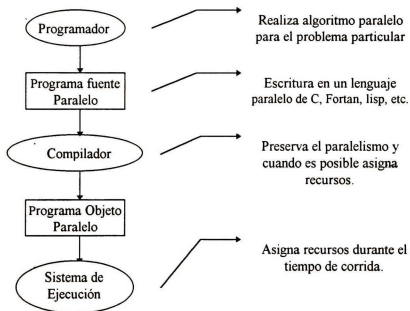 Programador
Realiza algoritmo paralelo
para el problema particular
Programa fuente
Paralelo
Escritura en un lenguaje
paralelo de C, Fortan, lisp, etc.
Compilador
Preserva el paralelismo y
cuando es posible asigna
recursos.
Programa Objeto
Paralelo
Sistema de
Ejecución
Asigna recursos durante el
tiempo de corrida.